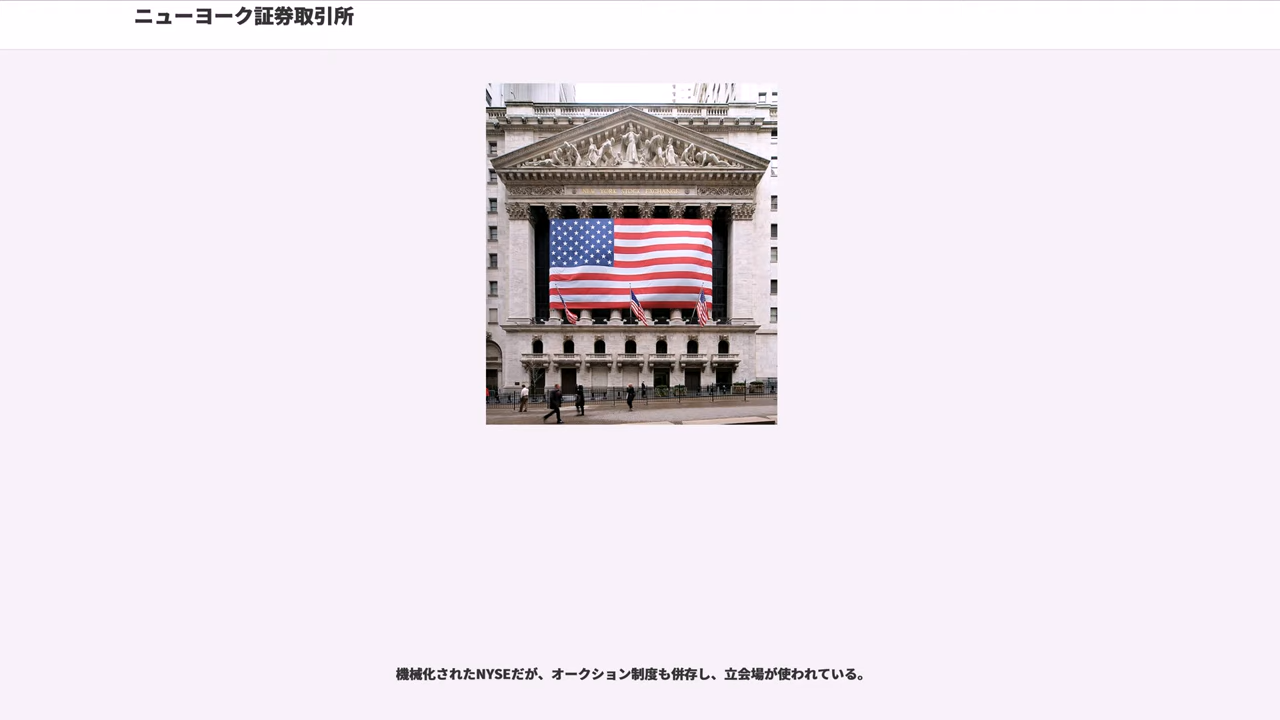 ニューヨーク証券取引所
機械化されたNYSEだが、オークション制度も併存し、立会場が使われている。